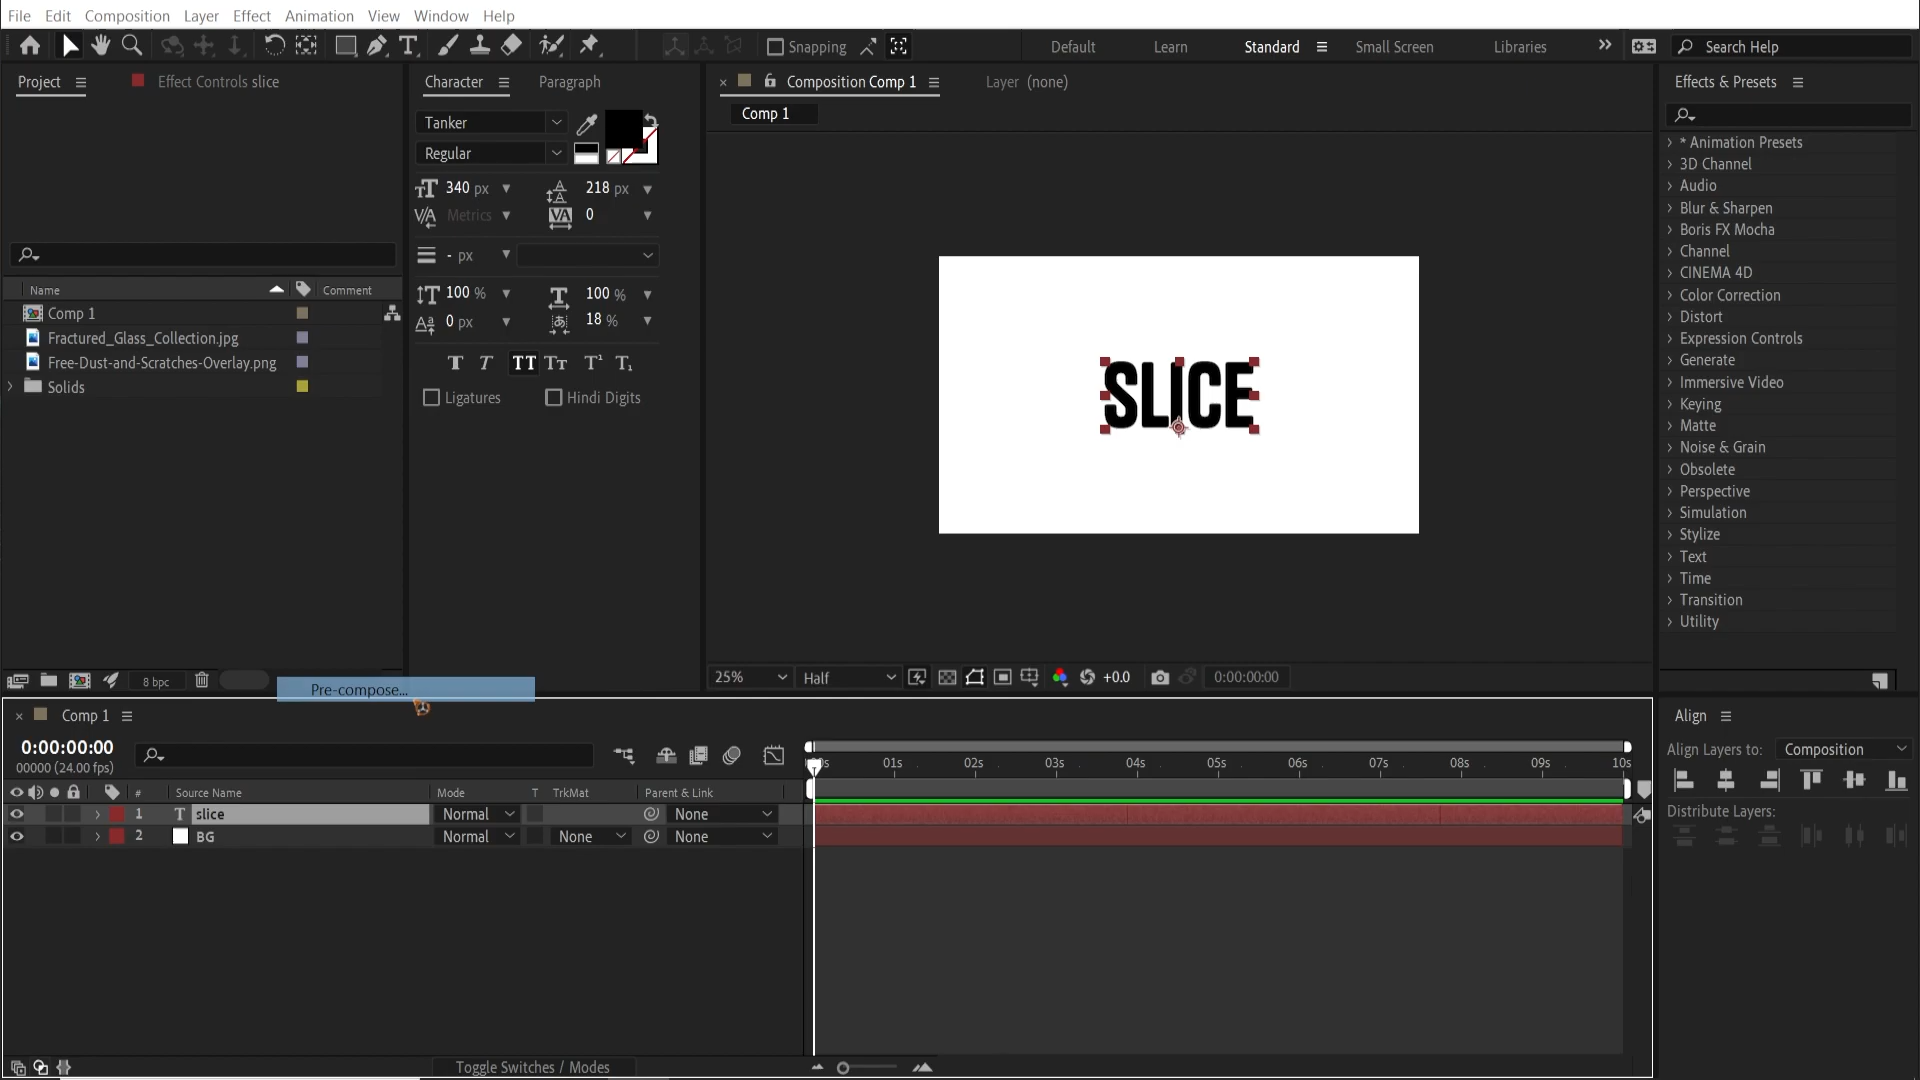 File Edit Composition Layer Effect Animation View Window Help
Snapping
Default Learn Standard Small Screen Libraries
Search Help
Project
Effect Controls slice
Character
Paragraph
Composition Comp 1
Layer (none)
Effects & Presets
Comp 1
Tanker
Regular
340 px
218 px
Metrics
0
- px
100 %
100 %
0 px
18 %
Ligatures
Hindi Digits
Name
Comment
Comp 1
Fractured_Glass_Collection.jpg
Free-Dust-and-Scratches-Overlay.png
Solids
SLICE
* Animation Presets
3D Channel
Audio
Blur & Sharpen
Boris FX Mocha
Channel
CINEMA 4D
Color Correction
Distort
Expression Controls
Generate
Immersive Video
Keying
Matte
Noise & Grain
Obsolete
Perspective
Simulation
Stylize
Text
Time
Transition
Utility
8 bpc
Pre-compose...
25%
Half
+0.0
0:00:00:00
Comp 1
0:00:00:00
00000 (24.00 fps)
01s 02s 03s 04s 05s 06s 07s 08s 09s 10s
# Source Name Mode T TrkMat Parent & Link
1 T slice Normal None
2 BG Normal None None
Toggle Switches / Modes
Align
Align Layers to: Composition
Distribute Layers: